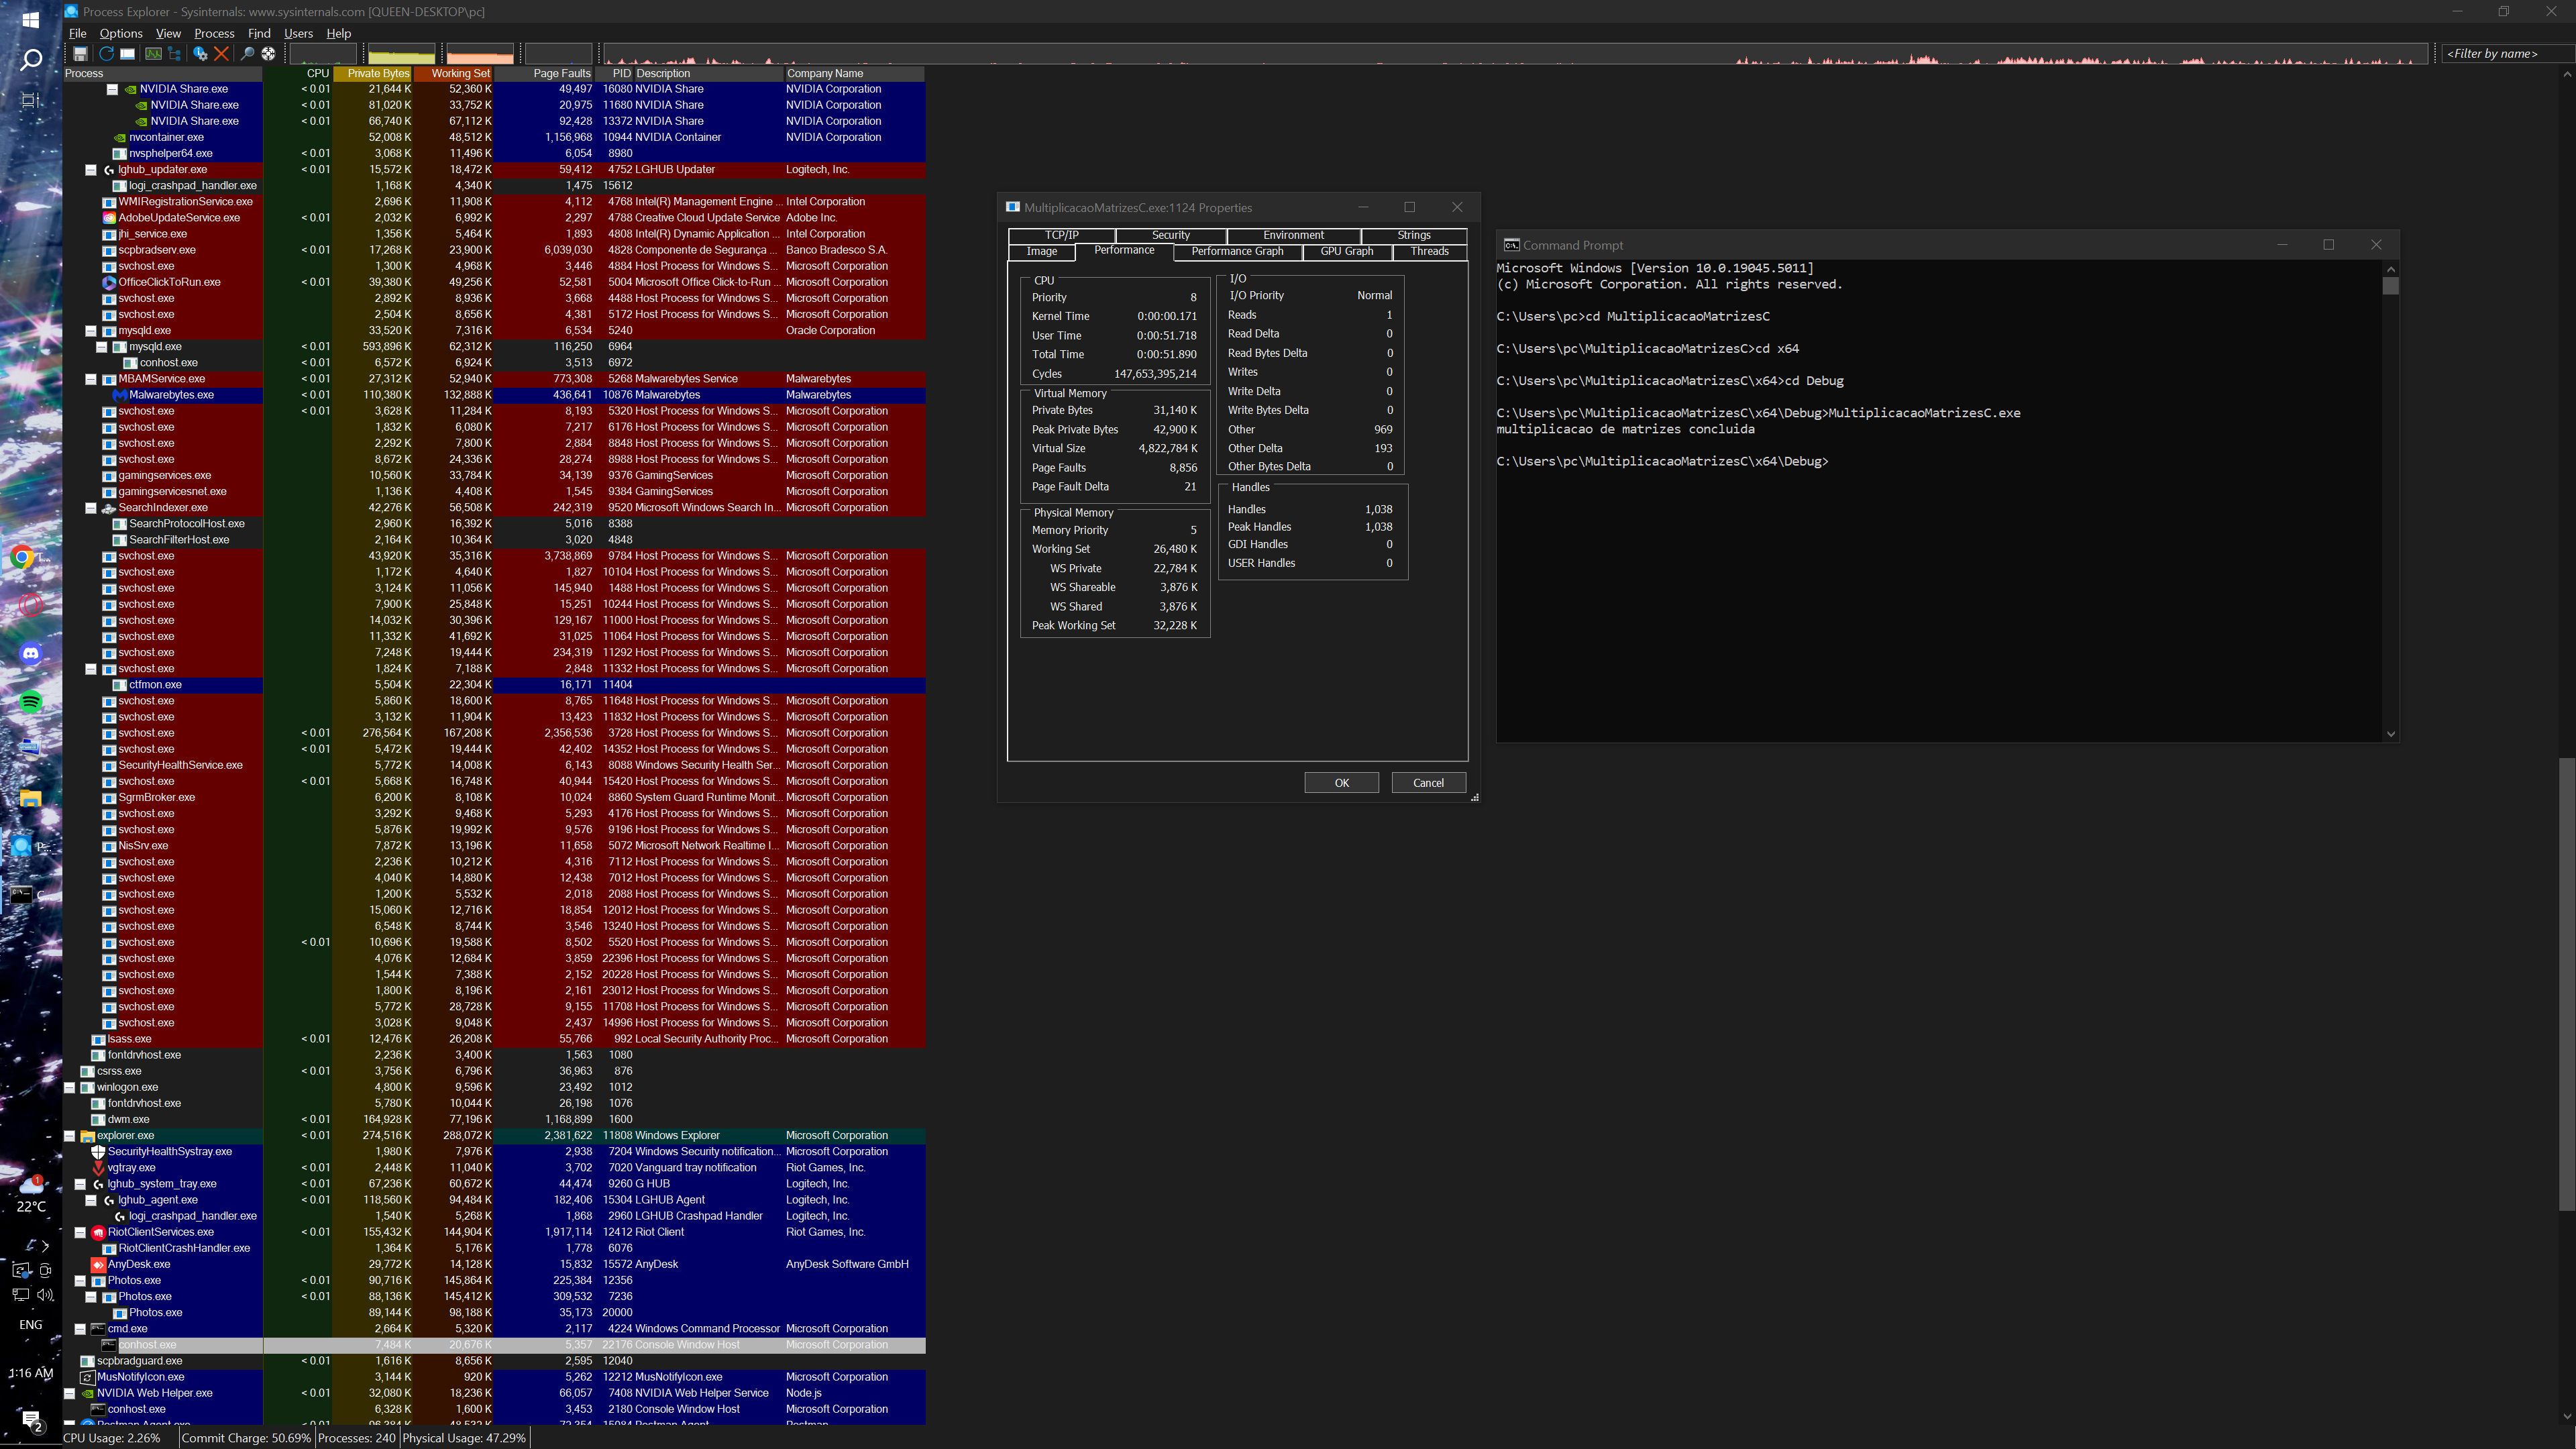 Process Explorer - Sysinternals: www.sysinternals.com [QUEEN-DESKTOP\pc]
File Options View Process Find Users Help
<Filter by name>
Process CPU Private Bytes Working Set Page Faults PID Description Company Name
NVIDIA Share.exe < 0.01 21,644 K 52,360 K 49,497 16080 NVIDIA Share NVIDIA Corporation
NVIDIA Share.exe < 0.01 81,020 K 33,752 K 20,975 11680 NVIDIA Share NVIDIA Corporation
NVIDIA Share.exe < 0.01 66,740 K 67,112 K 92,428 13372 NVIDIA Share NVIDIA Corporation
nvcontainer.exe 52,008 K 48,512 K 1,156,968 10944 NVIDIA Container NVIDIA Corporation
nvsphelper64.exe < 0.01 3,068 K 11,496 K 6,054 8980
lghub_updater.exe < 0.01 15,572 K 18,472 K 59,412 4752 LGHUB Updater Logitech, Inc.
logi_crashpad_handler.exe 1,168 K 4,340 K 1,475 15612
WMIRegistrationService.exe 2,696 K 11,908 K 4,112 4768 Intel(R) Management Engine ... Intel Corporation
AdobeUpdateService.exe < 0.01 2,032 K 6,992 K 2,297 4788 Creative Cloud Update Service Adobe Inc.
jhi_service.exe 1,356 K 5,464 K 1,893 4808 Intel(R) Dynamic Application ... Intel Corporation
scpbradserv.exe < 0.01 17,268 K 23,900 K 6,039,030 4828 Componente de Segurança ... Banco Bradesco S.A.
svchost.exe 1,300 K 4,968 K 3,446 4884 Host Process for Windows S... Microsoft Corporation
OfficeClickToRun.exe < 0.01 39,380 K 49,256 K 52,581 5004 Microsoft Office Click-to-Run ... Microsoft Corporation
svchost.exe 2,892 K 8,936 K 3,668 4488 Host Process for Windows S... Microsoft Corporation
svchost.exe 2,504 K 8,656 K 4,381 5172 Host Process for Windows S... Microsoft Corporation
mysqld.exe 33,520 K 7,316 K 6,534 5240 Oracle Corporation
mysqld.exe < 0.01 593,896 K 62,312 K 116,250 6964
conhost.exe < 0.01 6,572 K 6,924 K 3,513 6972
MBAMService.exe < 0.01 27,312 K 52,940 K 773,308 5268 Malwarebytes Service Malwarebytes
Malwarebytes.exe < 0.01 110,380 K 132,888 K 436,641 10876 Malwarebytes Malwarebytes
svchost.exe < 0.01 3,628 K 11,284 K 8,193 5320 Host Process for Windows S... Microsoft Corporation
svchost.exe 1,832 K 6,080 K 7,217 6176 Host Process for Windows S... Microsoft Corporation
svchost.exe 2,292 K 7,800 K 2,884 8848 Host Process for Windows S... Microsoft Corporation
svchost.exe 8,672 K 24,336 K 28,274 8988 Host Process for Windows S... Microsoft Corporation
gamingservices.exe 10,560 K 33,784 K 34,139 9376 GamingServices Microsoft Corporation
gamingservicesnet.exe 1,136 K 4,408 K 1,545 9384 GamingServices Microsoft Corporation
SearchIndexer.exe 42,276 K 56,508 K 242,319 9520 Microsoft Windows Search In... Microsoft Corporation
SearchProtocolHost.exe 2,960 K 16,392 K 5,016 8388
SearchFilterHost.exe 2,164 K 10,364 K 3,020 4848
svchost.exe 43,920 K 35,316 K 3,738,869 9784 Host Process for Windows S... Microsoft Corporation
svchost.exe 1,172 K 4,640 K 1,827 10104 Host Process for Windows S... Microsoft Corporation
svchost.exe 3,124 K 11,056 K 145,940 1488 Host Process for Windows S... Microsoft Corporation
svchost.exe 7,900 K 25,848 K 15,251 10244 Host Process for Windows S... Microsoft Corporation
svchost.exe 14,032 K 30,396 K 129,167 11000 Host Process for Windows S... Microsoft Corporation
svchost.exe 11,332 K 41,692 K 31,025 11064 Host Process for Windows S... Microsoft Corporation
svchost.exe 7,248 K 19,444 K 234,319 11292 Host Process for Windows S... Microsoft Corporation
svchost.exe 1,824 K 7,188 K 2,848 11332 Host Process for Windows S... Microsoft Corporation
ctfmon.exe 5,504 K 22,304 K 16,171 11404
svchost.exe 5,860 K 18,600 K 8,765 11648 Host Process for Windows S... Microsoft Corporation
svchost.exe 3,132 K 11,904 K 13,423 11832 Host Process for Windows S... Microsoft Corporation
svchost.exe < 0.01 276,564 K 167,208 K 2,356,536 3728 Host Process for Windows S... Microsoft Corporation
svchost.exe < 0.01 5,472 K 19,444 K 42,402 14352 Host Process for Windows S... Microsoft Corporation
SecurityHealthService.exe 5,772 K 14,008 K 6,143 8088 Windows Security Health Ser... Microsoft Corporation
svchost.exe < 0.01 5,668 K 16,748 K 40,944 15420 Host Process for Windows S... Microsoft Corporation
SgrmBroker.exe 6,200 K 8,108 K 10,024 8860 System Guard Runtime Monit... Microsoft Corporation
svchost.exe 3,292 K 9,468 K 5,293 4176 Host Process for Windows S... Microsoft Corporation
svchost.exe 5,876 K 19,992 K 9,576 9196 Host Process for Windows S... Microsoft Corporation
NisSrv.exe 7,872 K 13,196 K 11,658 5072 Microsoft Network Realtime I... Microsoft Corporation
svchost.exe 2,236 K 10,212 K 4,316 7112 Host Process for Windows S... Microsoft Corporation
svchost.exe 4,040 K 14,880 K 12,438 7012 Host Process for Windows S... Microsoft Corporation
svchost.exe 1,200 K 5,532 K 2,018 2088 Host Process for Windows S... Microsoft Corporation
svchost.exe 15,060 K 12,716 K 18,854 12012 Host Process for Windows S... Microsoft Corporation
svchost.exe 6,548 K 8,744 K 3,546 13240 Host Process for Windows S... Microsoft Corporation
svchost.exe < 0.01 10,696 K 19,588 K 8,502 5520 Host Process for Windows S... Microsoft Corporation
svchost.exe 4,076 K 12,684 K 3,859 22396 Host Process for Windows S... Microsoft Corporation
svchost.exe 1,544 K 7,388 K 2,152 20228 Host Process for Windows S... Microsoft Corporation
svchost.exe 1,800 K 8,196 K 2,161 23012 Host Process for Windows S... Microsoft Corporation
svchost.exe 5,772 K 28,728 K 9,155 11708 Host Process for Windows S... Microsoft Corporation
svchost.exe 3,028 K 9,048 K 2,437 14996 Host Process for Windows S... Microsoft Corporation
lsass.exe < 0.01 12,476 K 26,208 K 55,766 992 Local Security Authority Proc... Microsoft Corporation
fontdrvhost.exe 2,236 K 3,400 K 1,563 1080
csrss.exe < 0.01 3,756 K 6,796 K 36,963 876
winlogon.exe 4,800 K 9,596 K 23,492 1012
fontdrvhost.exe 5,780 K 10,044 K 26,198 1076
dwm.exe < 0.01 164,928 K 77,196 K 1,168,899 1600
explorer.exe < 0.01 274,516 K 288,072 K 2,381,622 11808 Windows Explorer Microsoft Corporation
SecurityHealthSystray.exe 1,980 K 7,976 K 2,938 7204 Windows Security notification... Microsoft Corporation
vgtray.exe < 0.01 2,448 K 11,040 K 3,702 7020 Vanguard tray notification Riot Games, Inc.
lghub_system_tray.exe < 0.01 67,236 K 60,672 K 44,474 9260 G HUB Logitech, Inc.
lghub_agent.exe < 0.01 118,560 K 94,484 K 182,406 15304 LGHUB Agent Logitech, Inc.
logi_crashpad_handler.exe 1,540 K 5,268 K 1,868 2960 LGHUB Crashpad Handler Logitech, Inc.
RiotClientServices.exe < 0.01 155,432 K 144,904 K 1,917,114 12412 Riot Client Riot Games, Inc.
RiotClientCrashHandler.exe 1,364 K 5,176 K 1,778 6076
AnyDesk.exe 29,772 K 14,128 K 15,832 15572 AnyDesk AnyDesk Software GmbH
Photos.exe < 0.01 90,716 K 145,864 K 225,384 12356
Photos.exe < 0.01 88,136 K 145,412 K 309,532 7236
Photos.exe 89,144 K 98,188 K 35,173 20000
cmd.exe 2,664 K 5,320 K 2,117 4224 Windows Command Processor Microsoft Corporation
conhost.exe 7,484 K 20,676 K 5,357 22176 Console Window Host Microsoft Corporation
scpbradguard.exe < 0.01 1,616 K 8,656 K 2,595 12040
MusNotifyIcon.exe 3,144 K 920 K 5,262 12212 MusNotifyIcon.exe Microsoft Corporation
NVIDIA Web Helper.exe < 0.01 32,080 K 18,236 K 66,057 7408 NVIDIA Web Helper Service Node.js
conhost.exe 6,328 K 1,600 K 3,453 2180 Console Window Host Microsoft Corporation
CPU Usage: 2.26% Commit Charge: 50.69% Processes: 240 Physical Usage: 47.29%
MultiplicacaoMatrizesC.exe:1124 Properties
TCP/IP Security Environment Strings
Image Performance Performance Graph GPU Graph Threads
CPU
Priority 8
Kernel Time 0:00:00.171
User Time 0:00:51.718
Total Time 0:00:51.890
Cycles 147,653,395,214
Virtual Memory
Private Bytes 31,140 K
Peak Private Bytes 42,900 K
Virtual Size 4,822,784 K
Page Faults 8,856
Page Fault Delta 21
Physical Memory
Memory Priority 5
Working Set 26,480 K
WS Private 22,784 K
WS Shareable 3,876 K
WS Shared 3,876 K
Peak Working Set 32,228 K
I/O
I/O Priority Normal
Reads 1
Read Delta 0
Read Bytes Delta 0
Writes 0
Write Delta 0
Write Bytes Delta 0
Other 969
Other Delta 193
Other Bytes Delta 0
Handles
Handles 1,038
Peak Handles 1,038
GDI Handles 0
USER Handles 0
OK Cancel
Command Prompt
Microsoft Windows [Version 10.0.19045.5011]
(c) Microsoft Corporation. All rights reserved.
C:\Users\pc>cd MultiplicacaoMatrizesC
C:\Users\pc\MultiplicacaoMatrizesC>cd x64
C:\Users\pc\MultiplicacaoMatrizesC\x64>cd Debug
C:\Users\pc\MultiplicacaoMatrizesC\x64\Debug>MultiplicacaoMatrizesC.exe
multiplicacao de matrizes concluida
C:\Users\pc\MultiplicacaoMatrizesC\x64\Debug>
1
22°C
ENG
1:16 AM
2